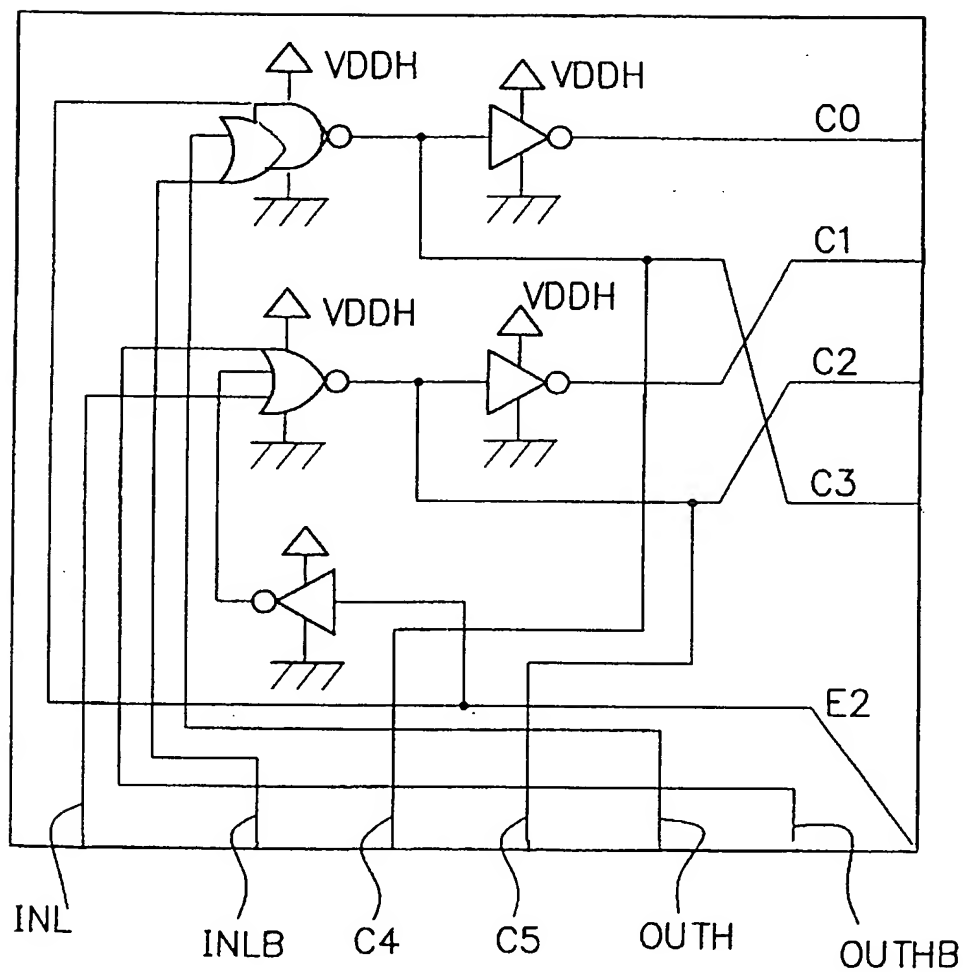 VDDH
VDDH
C0
C1
VDDH
VDDH
C2
C3
E2
INL
INLB
C4
C5
OUTH
OUTHB